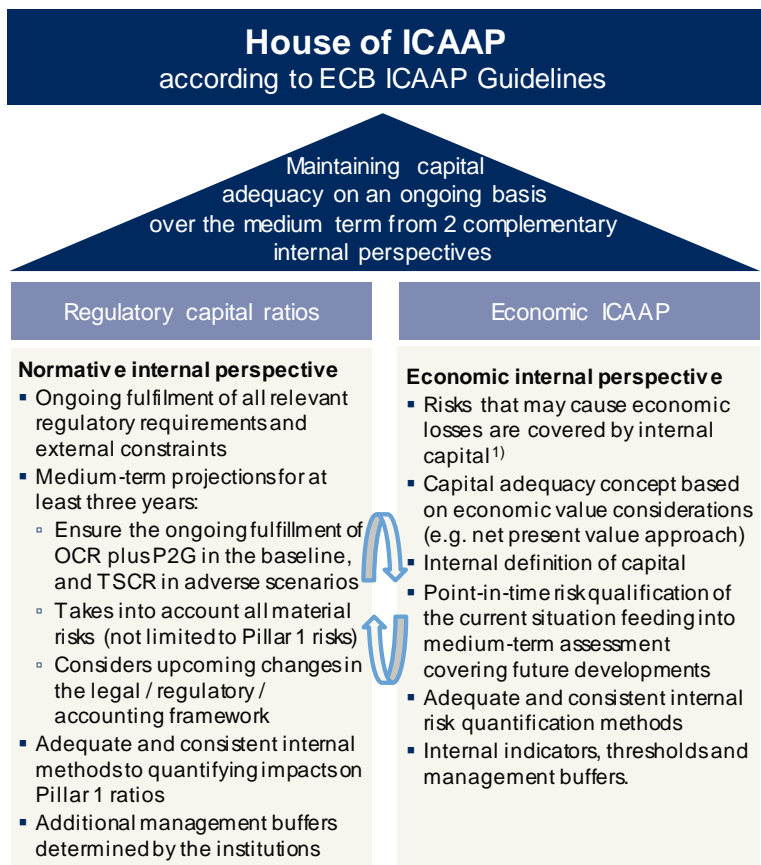 House of ICAAP
according to ECB ICAAP Guidelines
Maintaining capital
adequacy on an ongoing basis
over the medium term from 2 complementary
internal perspectives
Regulatory capital ratios
Normative internal perspective
▪ Ongoing fulfilment of all relevant
regulatory requirements and
external constraints
▪ Medium-term projections for at
least three years:
▫ Ensure the ongoing fulfillment of
OCR plus P2G in the baseline,
and TSCR in adverse scenarios
▫ Takes into account all material
risks (not limited to Pillar 1 risks)
▫ Considers upcoming changes in
the legal / regulatory /
accounting framework
▪ Adequate and consistent internal
methods to quantifying impacts on
Pillar 1 ratios
▪ Additional management buffers
determined by the institutions
Economic ICAAP
Economic internal perspective
▪ Risks that may cause economic
losses are covered by internal
capital1)
▪ Capital adequacy concept based
on economic value considerations
(e.g. net present value approach)
▪ Internal definition of capital
▪ Point-in-time risk qualification of
the current situation feeding into
medium-term assessment
covering future developments
▪ Adequate and consistent internal
risk quantification methods
▪ Internal indicators, thresholds and
management buffers.